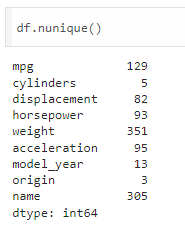 df.nunique()
mpg 129
cylinders 5
displacement 82
horsepower 93
weight 351
acceleration 95
model_year 13
origin 3
name 305
dtype: int64